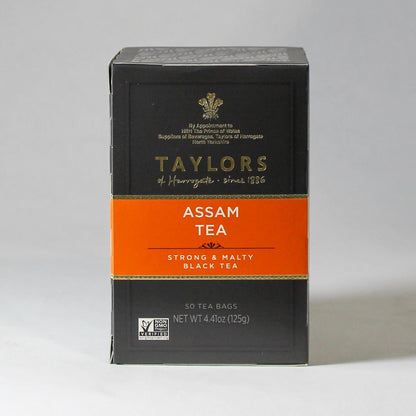 By Appointment to
HRH The Prince of Wales
Suppliers of Beverages, Taylors of Harrogate
North Yorkshire
TAYLORS
of Harrogate · since 1886
ASSAM
TEA
STRONG & MALTY
BLACK TEA
50 TEA BAGS
NET WT 4.41oz (125g)
NON
GMO
VERIFIED